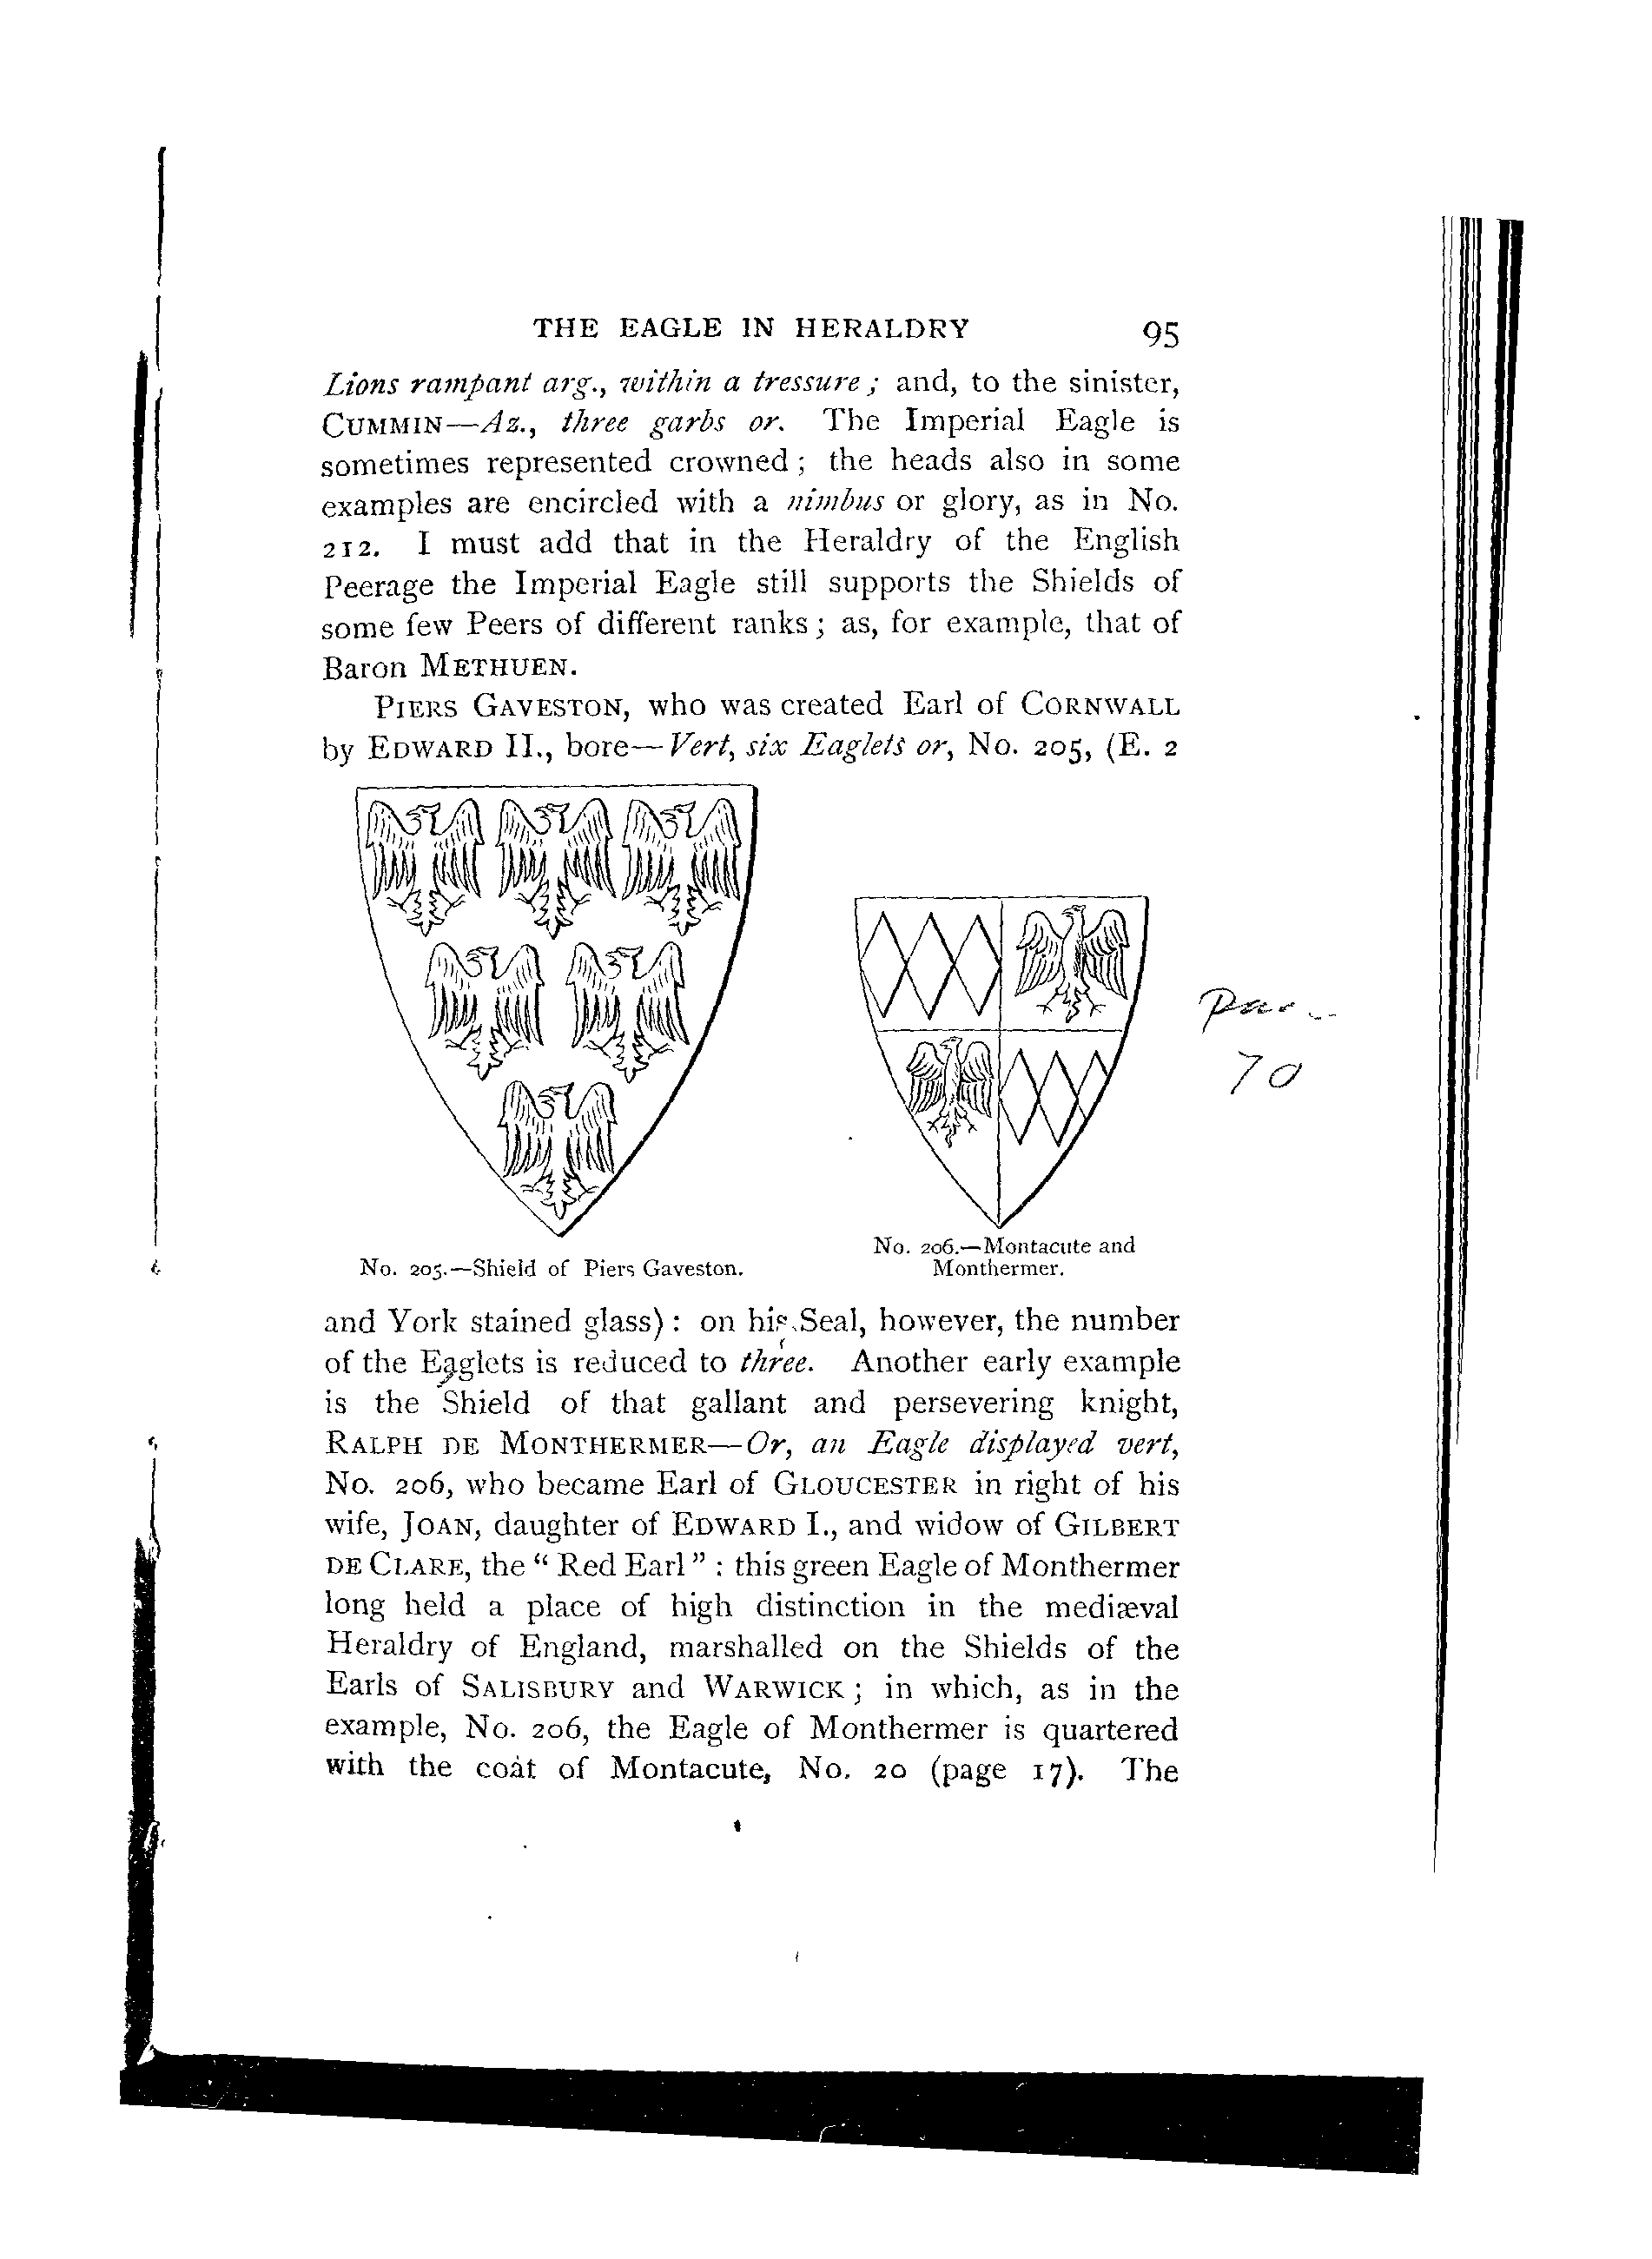 THE EAGLE IN HERALDRY 95
Lions rampant arg., within a tressure; and, to the sinister,
CUMMIN—Az., three garbs or. The Imperial Eagle is
sometimes represented crowned; the heads also in some
examples are encircled with a nimbus or glory, as in No.
212. I must add that in the Heraldry of the English
Peerage the Imperial Eagle still supports the Shields of
some few Peers of different ranks; as, for example, that of
Baron METHUEN.
PIERS GAVESTON, who was created Earl of CORNWALL
by EDWARD II., bore—Vert, six Eaglets or, No. 205, (E. 2
No. 205.—Shield of Piers Gaveston.
No. 206.—Montacute and
Monthermer.
70
and York stained glass): on his Seal, however, the number
of the Eaglets is reduced to three. Another early example
is the Shield of that gallant and persevering knight,
RALPH DE MONTHERMER—Or, an Eagle displayed vert,
No. 206, who became Earl of GLOUCESTER in right of his
wife, JOAN, daughter of EDWARD I., and widow of GILBERT
DE CLARE, the “Red Earl”: this green Eagle of Monthermer
long held a place of high distinction in the mediæval
Heraldry of England, marshalled on the Shields of the
Earls of SALISBURY and WARWICK; in which, as in the
example, No. 206, the Eagle of Monthermer is quartered
with the coat of Montacute, No. 20 (page 17). The